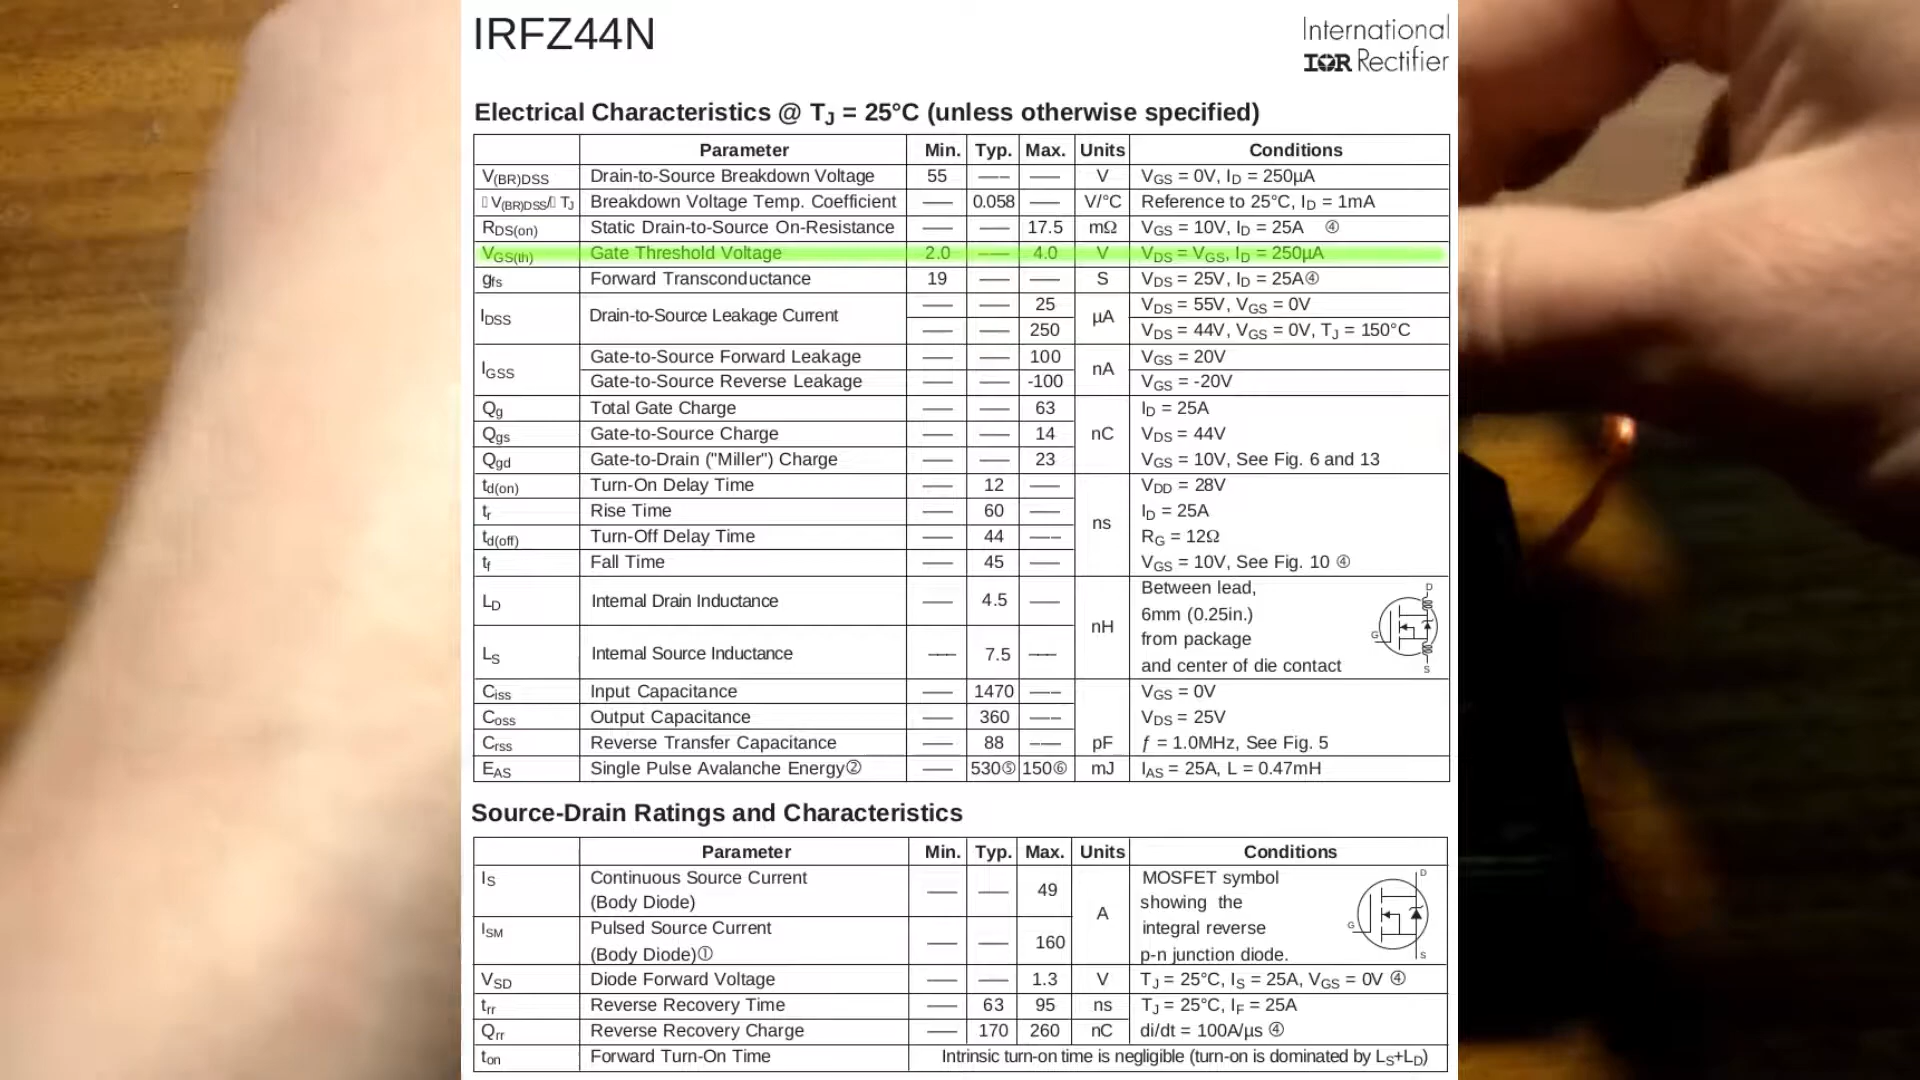 IRFZ44N
International
IOR Rectifier
Electrical Characteristics @ TJ = 25°C (unless otherwise specified)
Parameter Min. Typ. Max. Units Conditions
V(BR)DSS Drain-to-Source Breakdown Voltage 55 –– –– V VGS = 0V, ID = 250µA
V(BR)DSS/ TJ Breakdown Voltage Temp. Coefficient –– 0.058 –– V/°C Reference to 25°C, ID = 1mA
RDS(on) Static Drain-to-Source On-Resistance –– –– 17.5 mΩ VGS = 10V, ID = 25A ④
VGS(th) Gate Threshold Voltage 2.0 –– 4.0 V VDS = VGS, ID = 250µA
gfs Forward Transconductance 19 –– –– S VDS = 25V, ID = 25A④
IDSS Drain-to-Source Leakage Current –– –– 25 µA VDS = 55V, VGS = 0V
–– –– 250 VDS = 44V, VGS = 0V, TJ = 150°C
IGSS Gate-to-Source Forward Leakage –– –– 100 nA VGS = 20V
Gate-to-Source Reverse Leakage –– –– -100 VGS = -20V
Qg Total Gate Charge –– –– 63 ID = 25A
Qgs Gate-to-Source Charge –– –– 14 nC VDS = 44V
Qgd Gate-to-Drain ("Miller") Charge –– –– 23 VGS = 10V, See Fig. 6 and 13
td(on) Turn-On Delay Time –– 12 –– VDD = 28V
tr Rise Time –– 60 –– ns ID = 25A
td(off) Turn-Off Delay Time –– 44 –– RG = 12Ω
tf Fall Time –– 45 –– VGS = 10V, See Fig. 10 ④
LD Internal Drain Inductance –– 4.5 –– nH Between lead,
6mm (0.25in.)
LS Internal Source Inductance –– 7.5 –– from package
and center of die contact
D
G
S
Ciss Input Capacitance –– 1470 –– VGS = 0V
Coss Output Capacitance –– 360 –– VDS = 25V
Crss Reverse Transfer Capacitance –– 88 –– pF ƒ = 1.0MHz, See Fig. 5
EAS Single Pulse Avalanche Energy② –– 530⑤ 150⑥ mJ IAS = 25A, L = 0.47mH
Source-Drain Ratings and Characteristics
Parameter Min. Typ. Max. Units Conditions
IS Continuous Source Current
(Body Diode) –– –– 49 A MOSFET symbol
showing the
ISM Pulsed Source Current
(Body Diode)① –– –– 160 integral reverse
p-n junction diode.
D
G
S
VSD Diode Forward Voltage –– –– 1.3 V TJ = 25°C, IS = 25A, VGS = 0V ④
trr Reverse Recovery Time –– 63 95 ns TJ = 25°C, IF = 25A
Qrr Reverse Recovery Charge –– 170 260 nC di/dt = 100A/µs ④
ton Forward Turn-On Time Intrinsic turn-on time is negligible (turn-on is dominated by LS+LD)